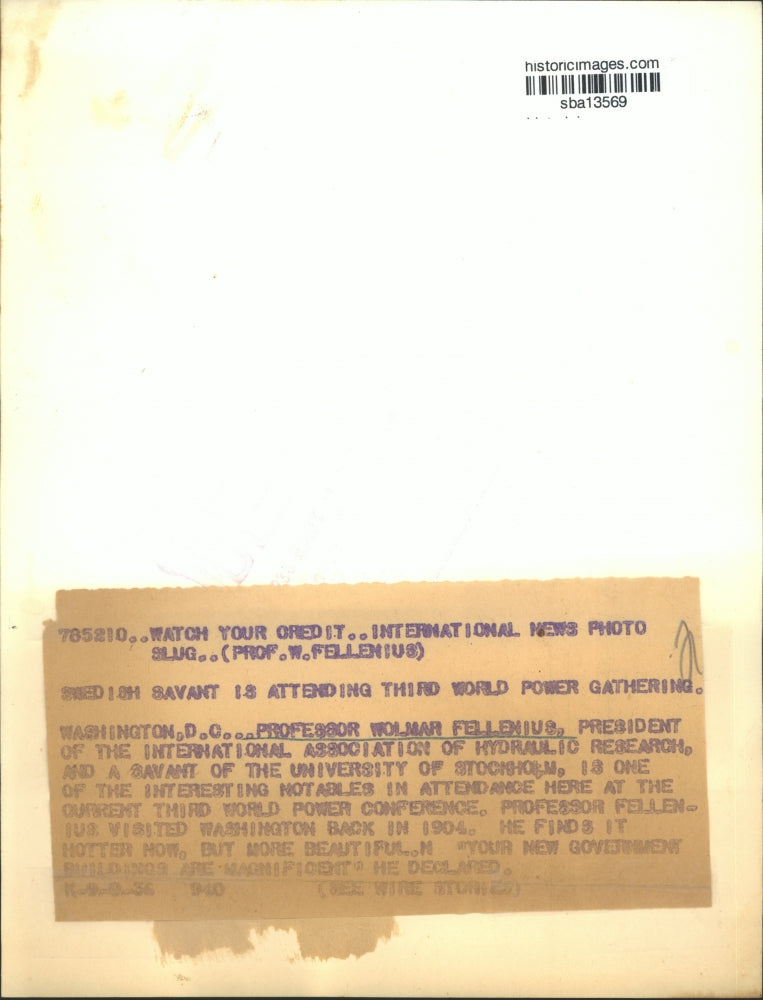 historicimages.com
sba13569
765210..WATCH YOUR CREDIT..INTERNATIONAL NEWS PHOTO
SLUG..(PROF.W.FELLENIUS)
SWEDISH SAVANT IS ATTENDING THIRD WORLD POWER GATHERING.
WASHINGTON,D.C...PROFESSOR WOLMAR FELLENIUS, PRESIDENT
OF THE INTERNATIONAL ASSOCIATION OF HYDRAULIC RESEARCH,
AND A SAVANT OF THE UNIVERSITY OF STOCKHOLM, IS ONE
OF THE INTERESTING NOTABLES IN ATTENDANCE HERE AT THE
CURRENT THIRD WORLD POWER CONFERENCE. PROFESSOR FELLEN-
IUS VISITED WASHINGTON BACK IN 1904. HE FINDS IT
HOTTER NOW, BUT MORE BEAUTIFUL.N "YOUR NEW GOVERNMENT
BUILDINGS ARE MAGNIFICENT" HE DECLARED.
K-9-8-36 940 (SEE WIRE STORIES)